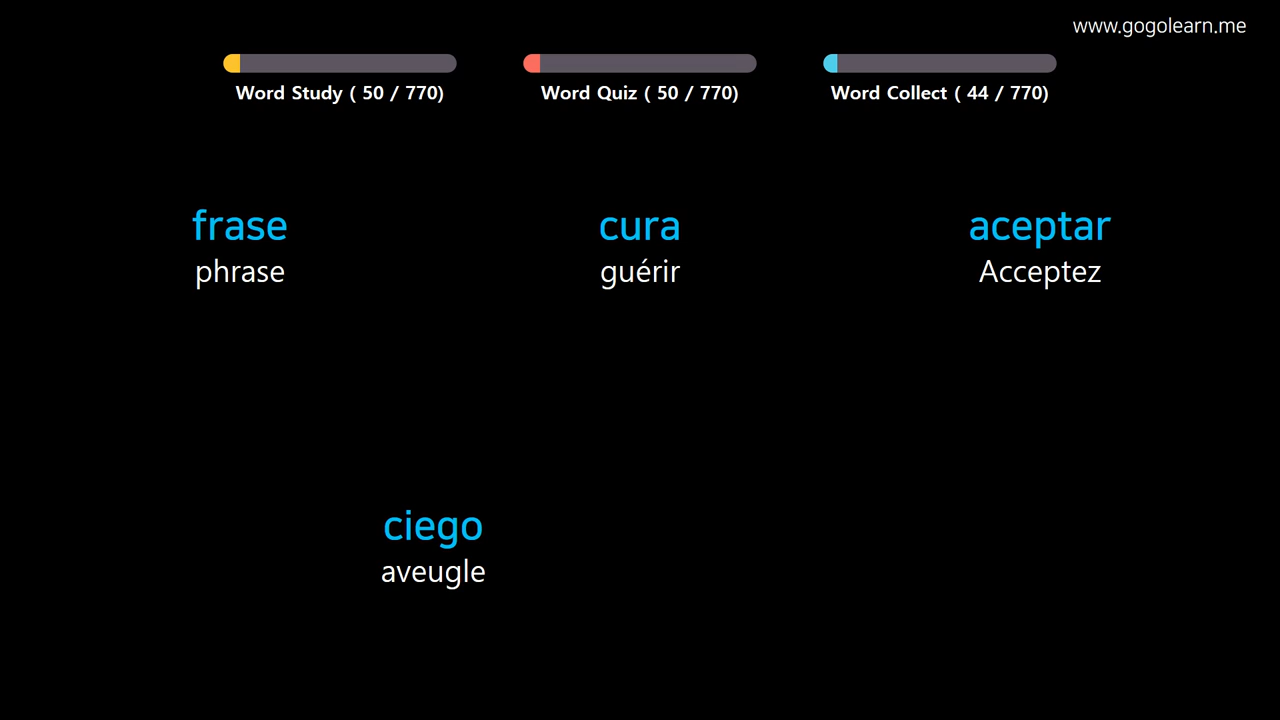 www.gogolearn.me
Word Study ( 50 / 770)
Word Quiz ( 50 / 770)
Word Collect ( 44 / 770)
frase
phrase
cura
guérir
aceptar
Acceptez
ciego
aveugle